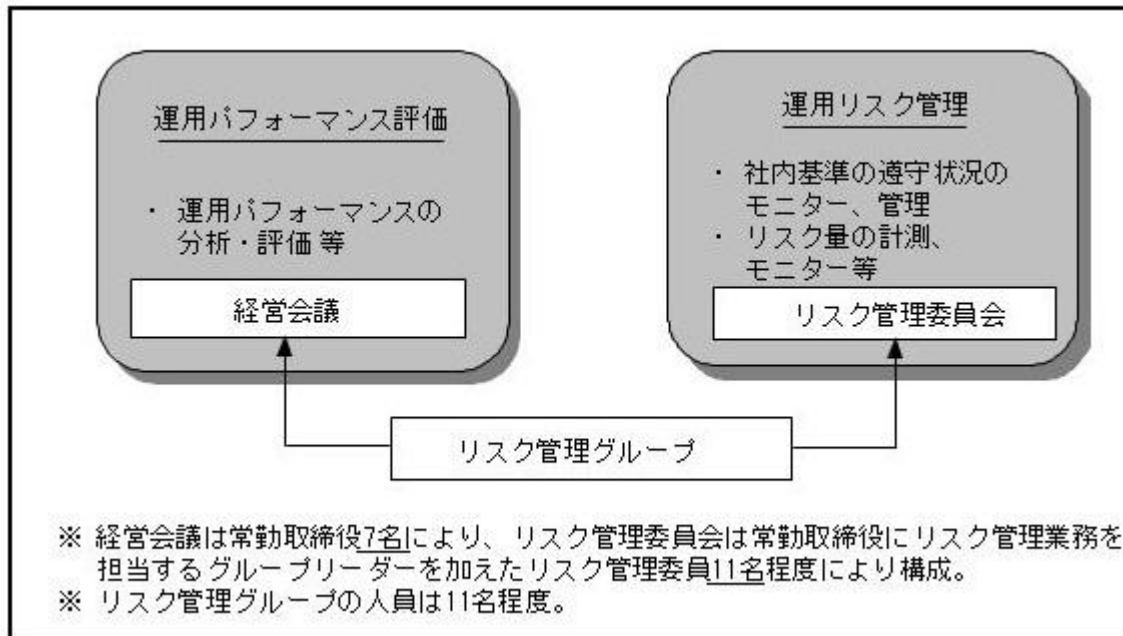 運用パフォーマンス評価
・ 運用パフォーマンスの
分析・評価 等
経営会議
運用リスク管理
・ 社内基準の遵守状況の
モニター、管理
・ リスク量の計測、
モニター等
リスク管理委員会
リスク管理グループ
※ 経営会議は常勤取締役7名により、リスク管理委員会は常勤取締役にリスク管理業務を
担当するグループリーダーを加えたリスク管理委員11名程度により構成。
※ リスク管理グループの人員は11名程度。